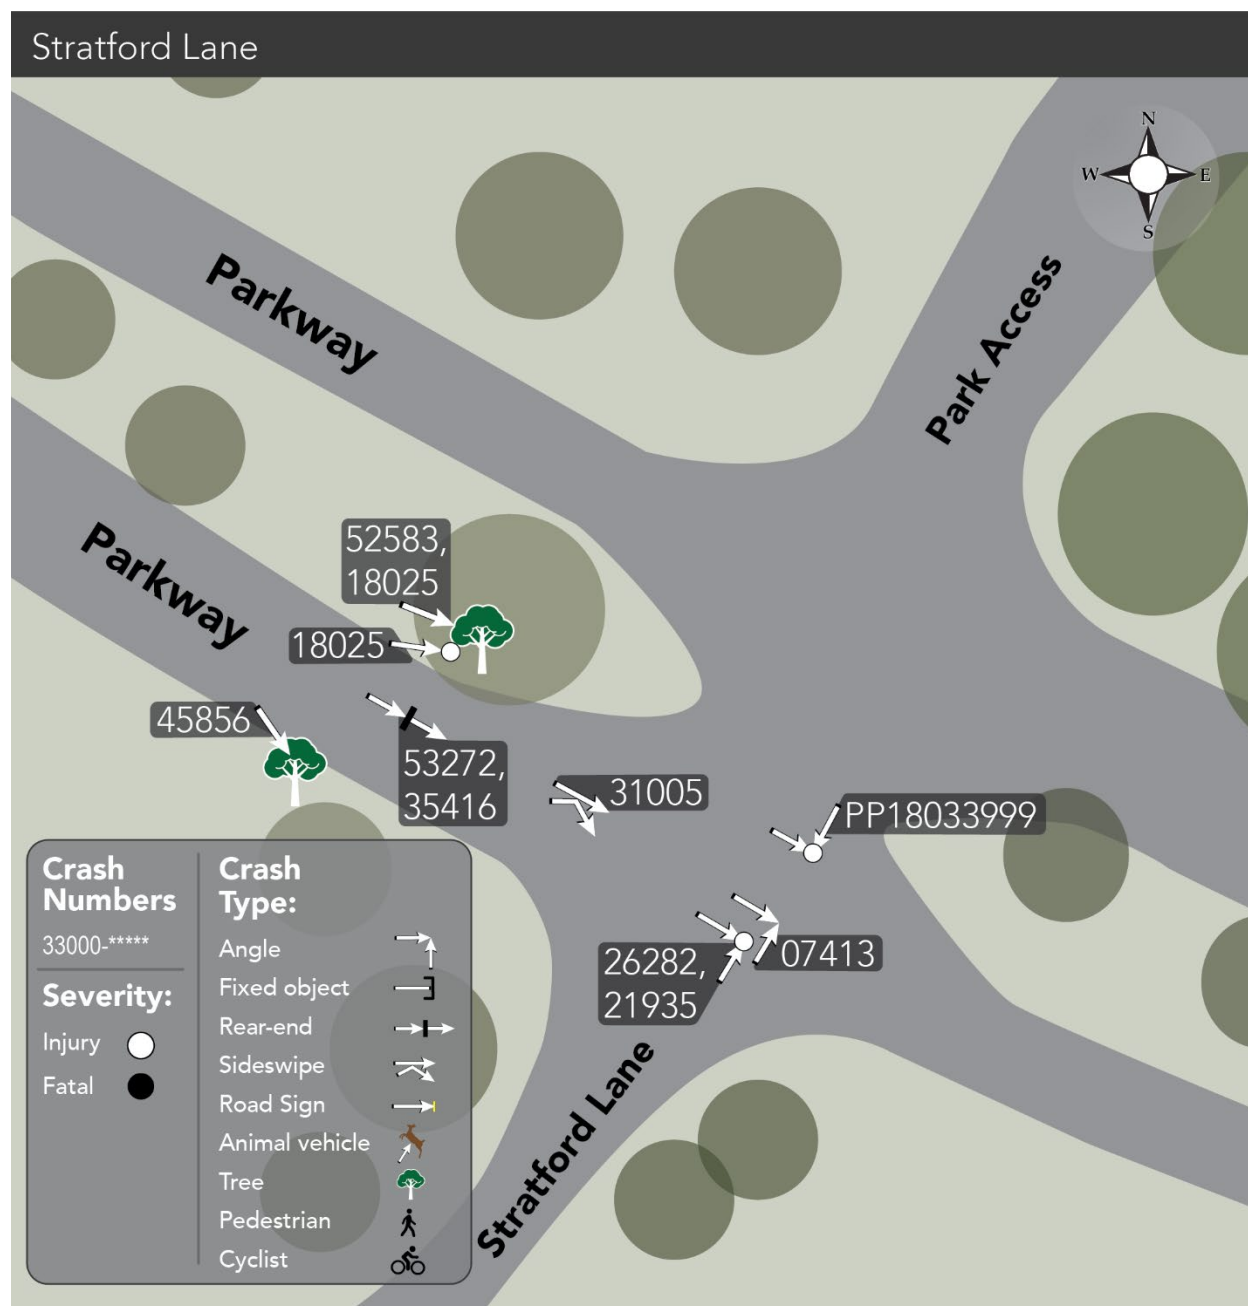 Stratford Lane
N
W
E
S
Parkway
Park Access
Parkway
52583,
18025
18025
45856
53272,
35416
31005
PP18033999
26282,
21935
07413
Stratford Lane
Crash
Numbers
33000-*****
Severity:
Injury
Fatal
Crash
Type:
Angle
Fixed object
Rear-end
Sideswipe
Road Sign
Animal vehicle
Tree
Pedestrian
Cyclist